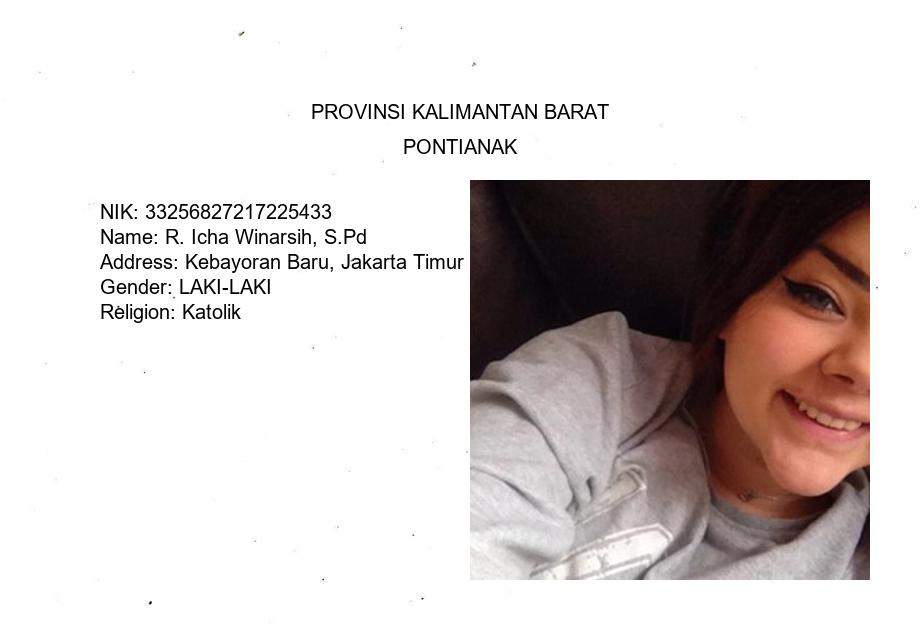 PROVINSI KALIMANTAN BARAT
PONTIANAK
NIK: 33256827217225433
Name: R. Icha Winarsih, S.Pd
Address: Kebayoran Baru, Jakarta Timur
Gender: LAKI-LAKI
Religion: Katolik